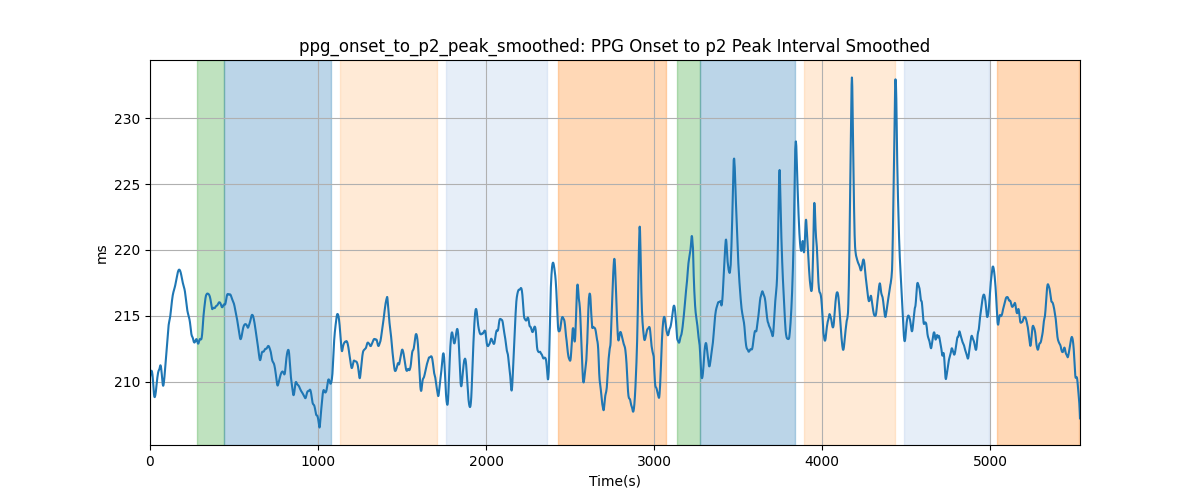 ppg_onset_to_p2_peak_smoothed: PPG Onset to p2 Peak Interval Smoothed
230
225
220
215
210
ms
0 1000 2000 3000 4000 5000
Time(s)